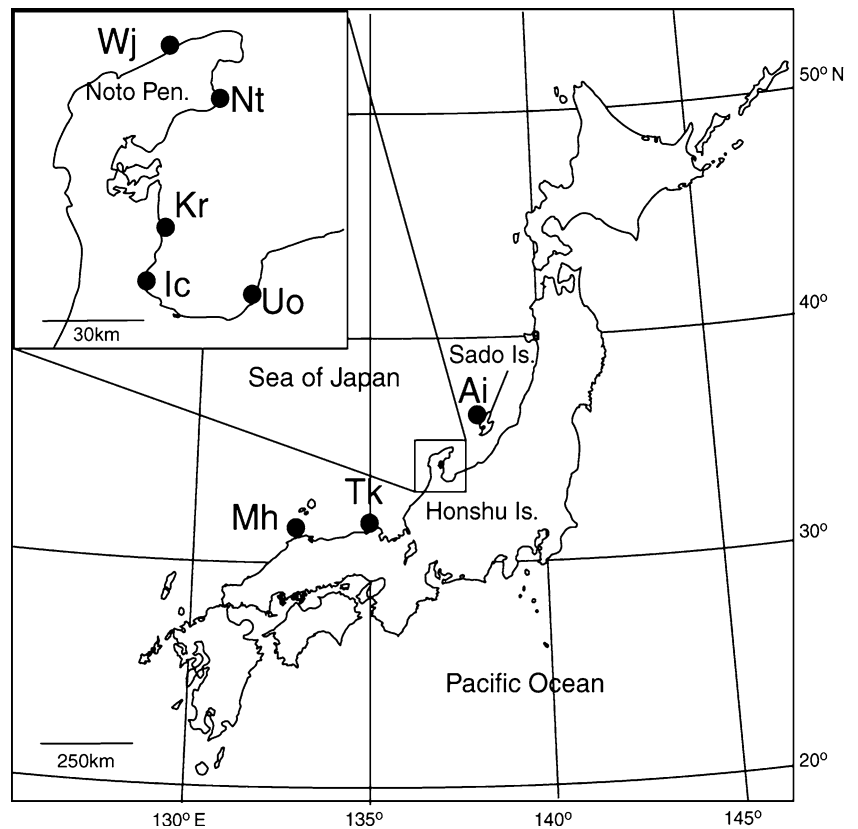 Wj
Noto Pen.
Nt
Kr
Ic
Uo
30km
50° N
40°
Sado Is.
Sea of Japan
Ai
Tk
Mh
Honshu Is.
30°
Pacific Ocean
250km
20°
130° E
135°
140°
145°